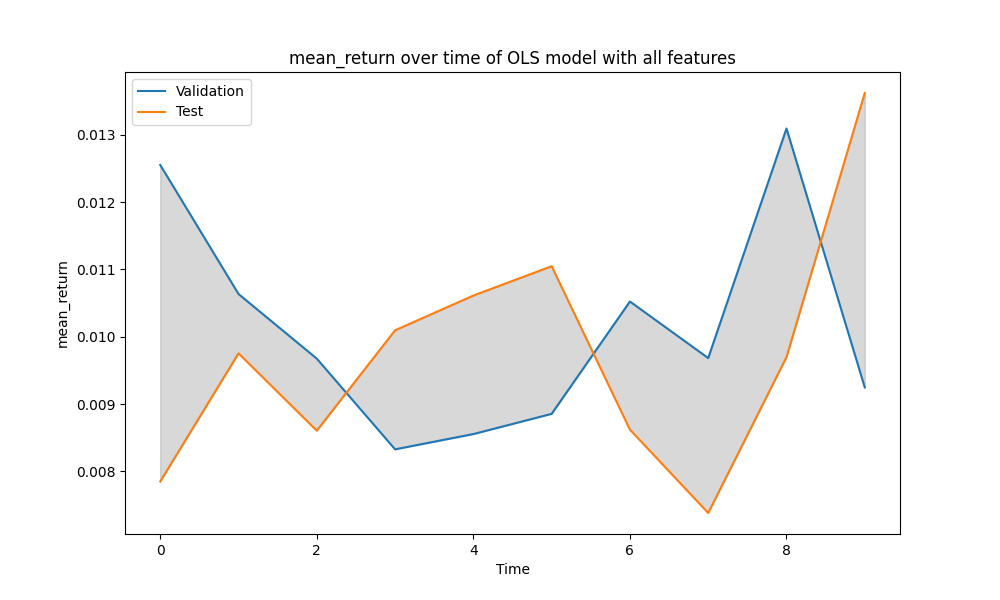 mean_return over time of OLS model with all features
Validation
Test
0.013
0.012
0.011
0.010
0.009
0.008
mean_return
0 2 4 6 8
Time